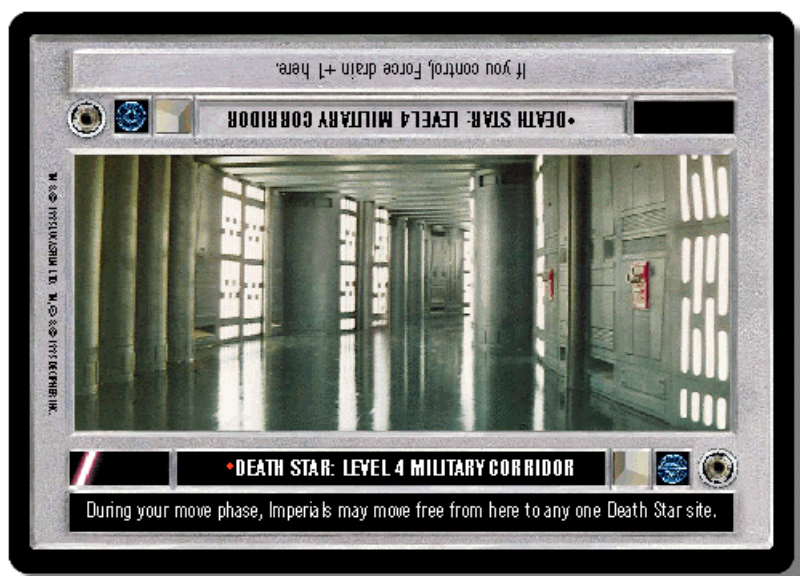 If you control, Force drain +1 here.
•DEATH STAR: LEVEL 4 MILITARY CORRIDOR
•DEATH STAR: LEVEL 4 MILITARY CORRIDOR
During your move phase, Imperials may move free from here to any one Death Star site.